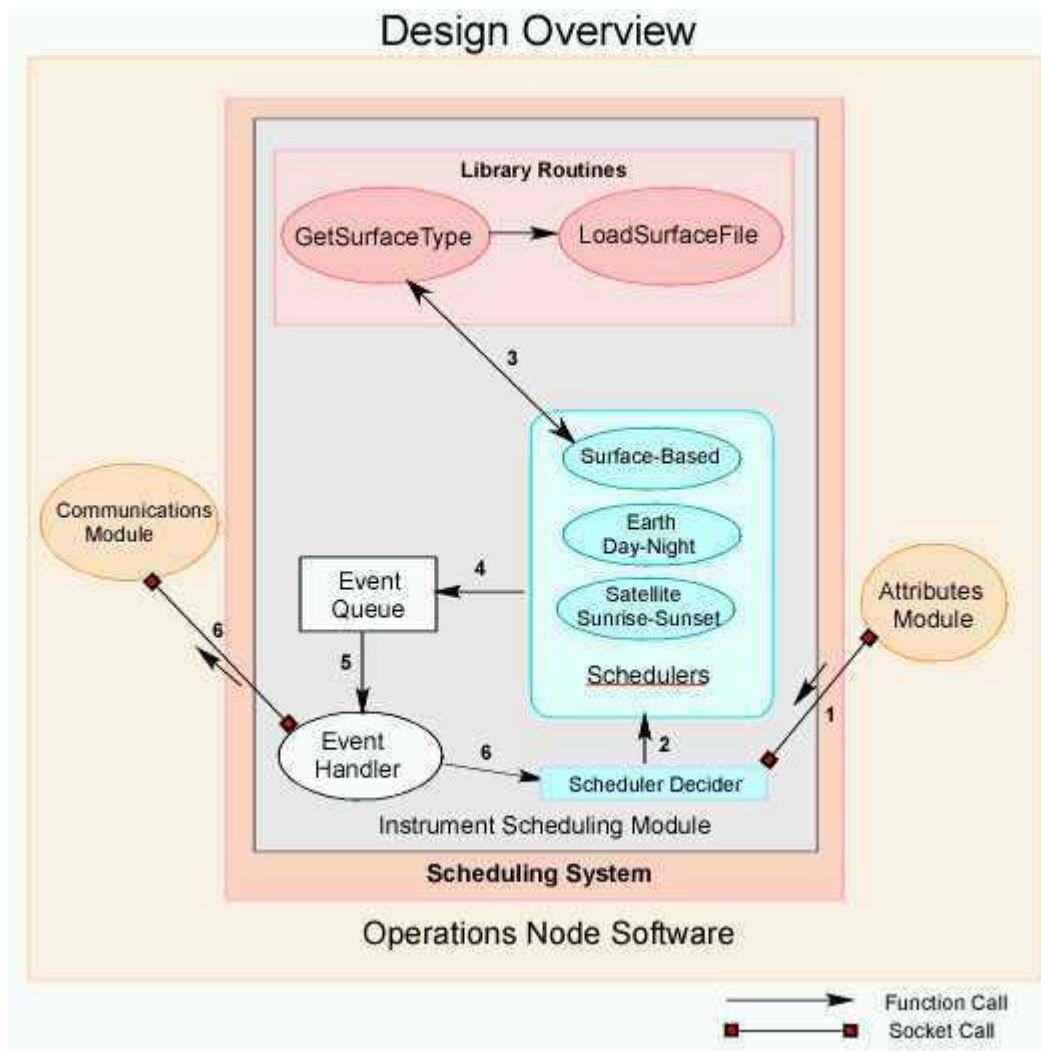 Design Overview
Library Routines
GetSurfaceType
LoadSurfaceFile
3
Surface-Based
Earth
Day-Night
Satellite
Sunrise-Sunset
Schedulers
Communications
Module
4
Event
Queue
Attributes
Module
6
5
1
2
Event
Handler
6
Scheduler Decider
Instrument Scheduling Module
Scheduling System
Operations Node Software
Function Call
Socket Call